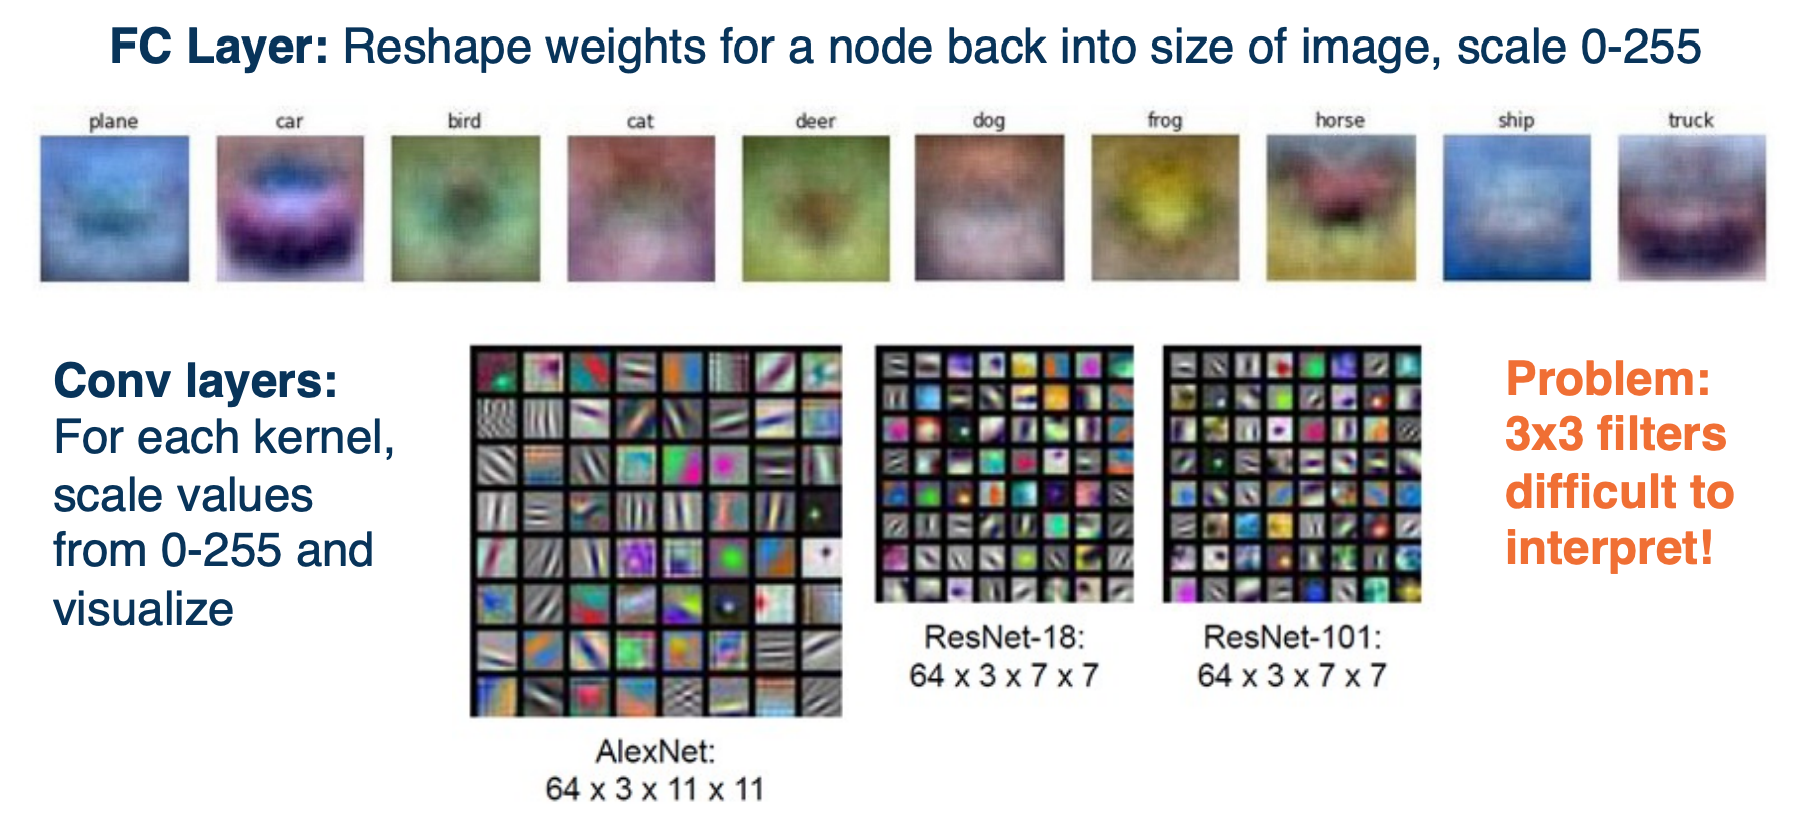 FC Layer: Reshape weights for a node back into size of image, scale 0-255
plane car bird cat deer dog frog horse ship truck
Conv layers:
For each kernel,
scale values
from 0-255 and
visualize
AlexNet:
64 x 3 x 11 x 11
ResNet-18:
64 x 3 x 7 x 7
ResNet-101:
64 x 3 x 7 x 7
Problem:
3x3 filters
difficult to
interpret!